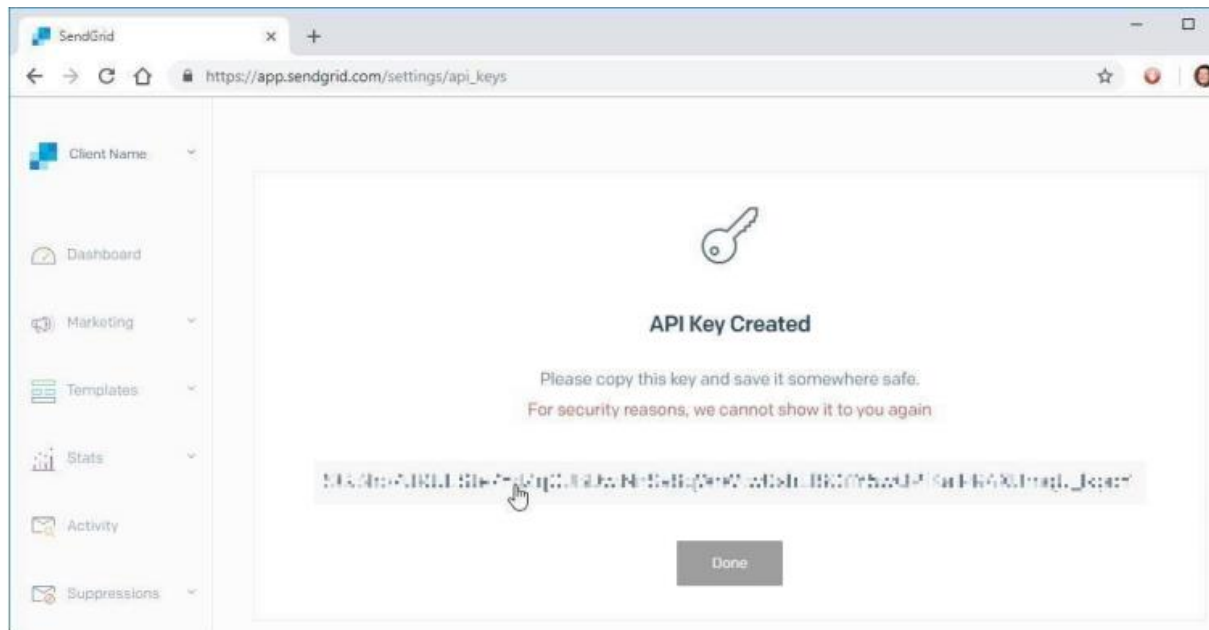 SendGrid
https://app.sendgrid.com/settings/api_keys
Client Name
Dashboard
Marketing
Templates
Stats
Activity
Suppressions
API Key Created
Please copy this key and save it somewhere safe.
For security reasons, we cannot show it to you again
Done